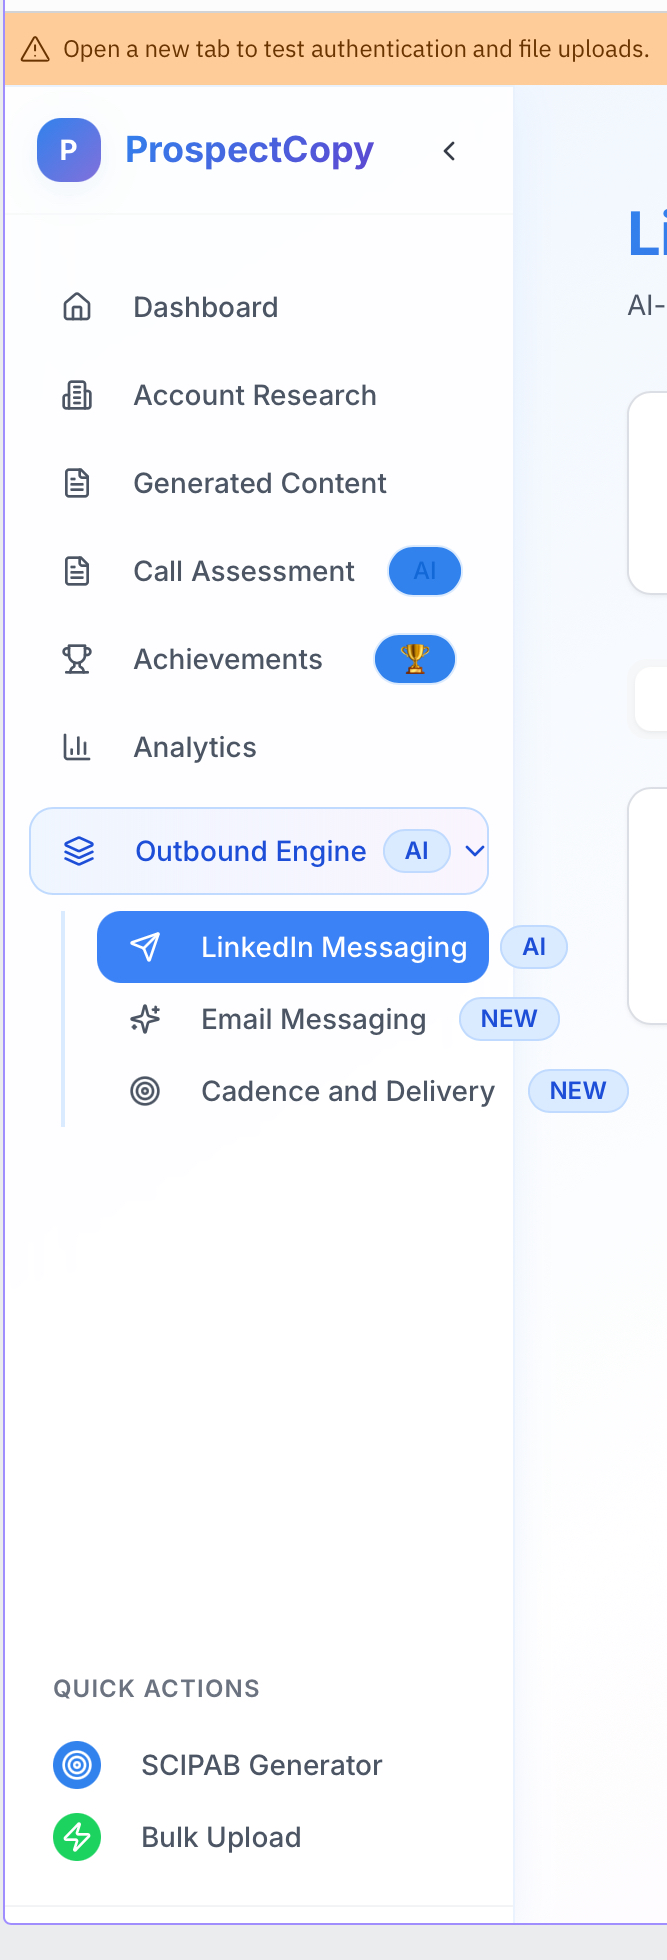 Open a new tab to test authentication and file uploads.
P ProspectCopy
Li
AI-
Dashboard
Account Research
Generated Content
Call Assessment AI
Achievements
Analytics
Outbound Engine AI
LinkedIn Messaging AI
Email Messaging NEW
Cadence and Delivery NEW
QUICK ACTIONS
SCIPAB Generator
Bulk Upload